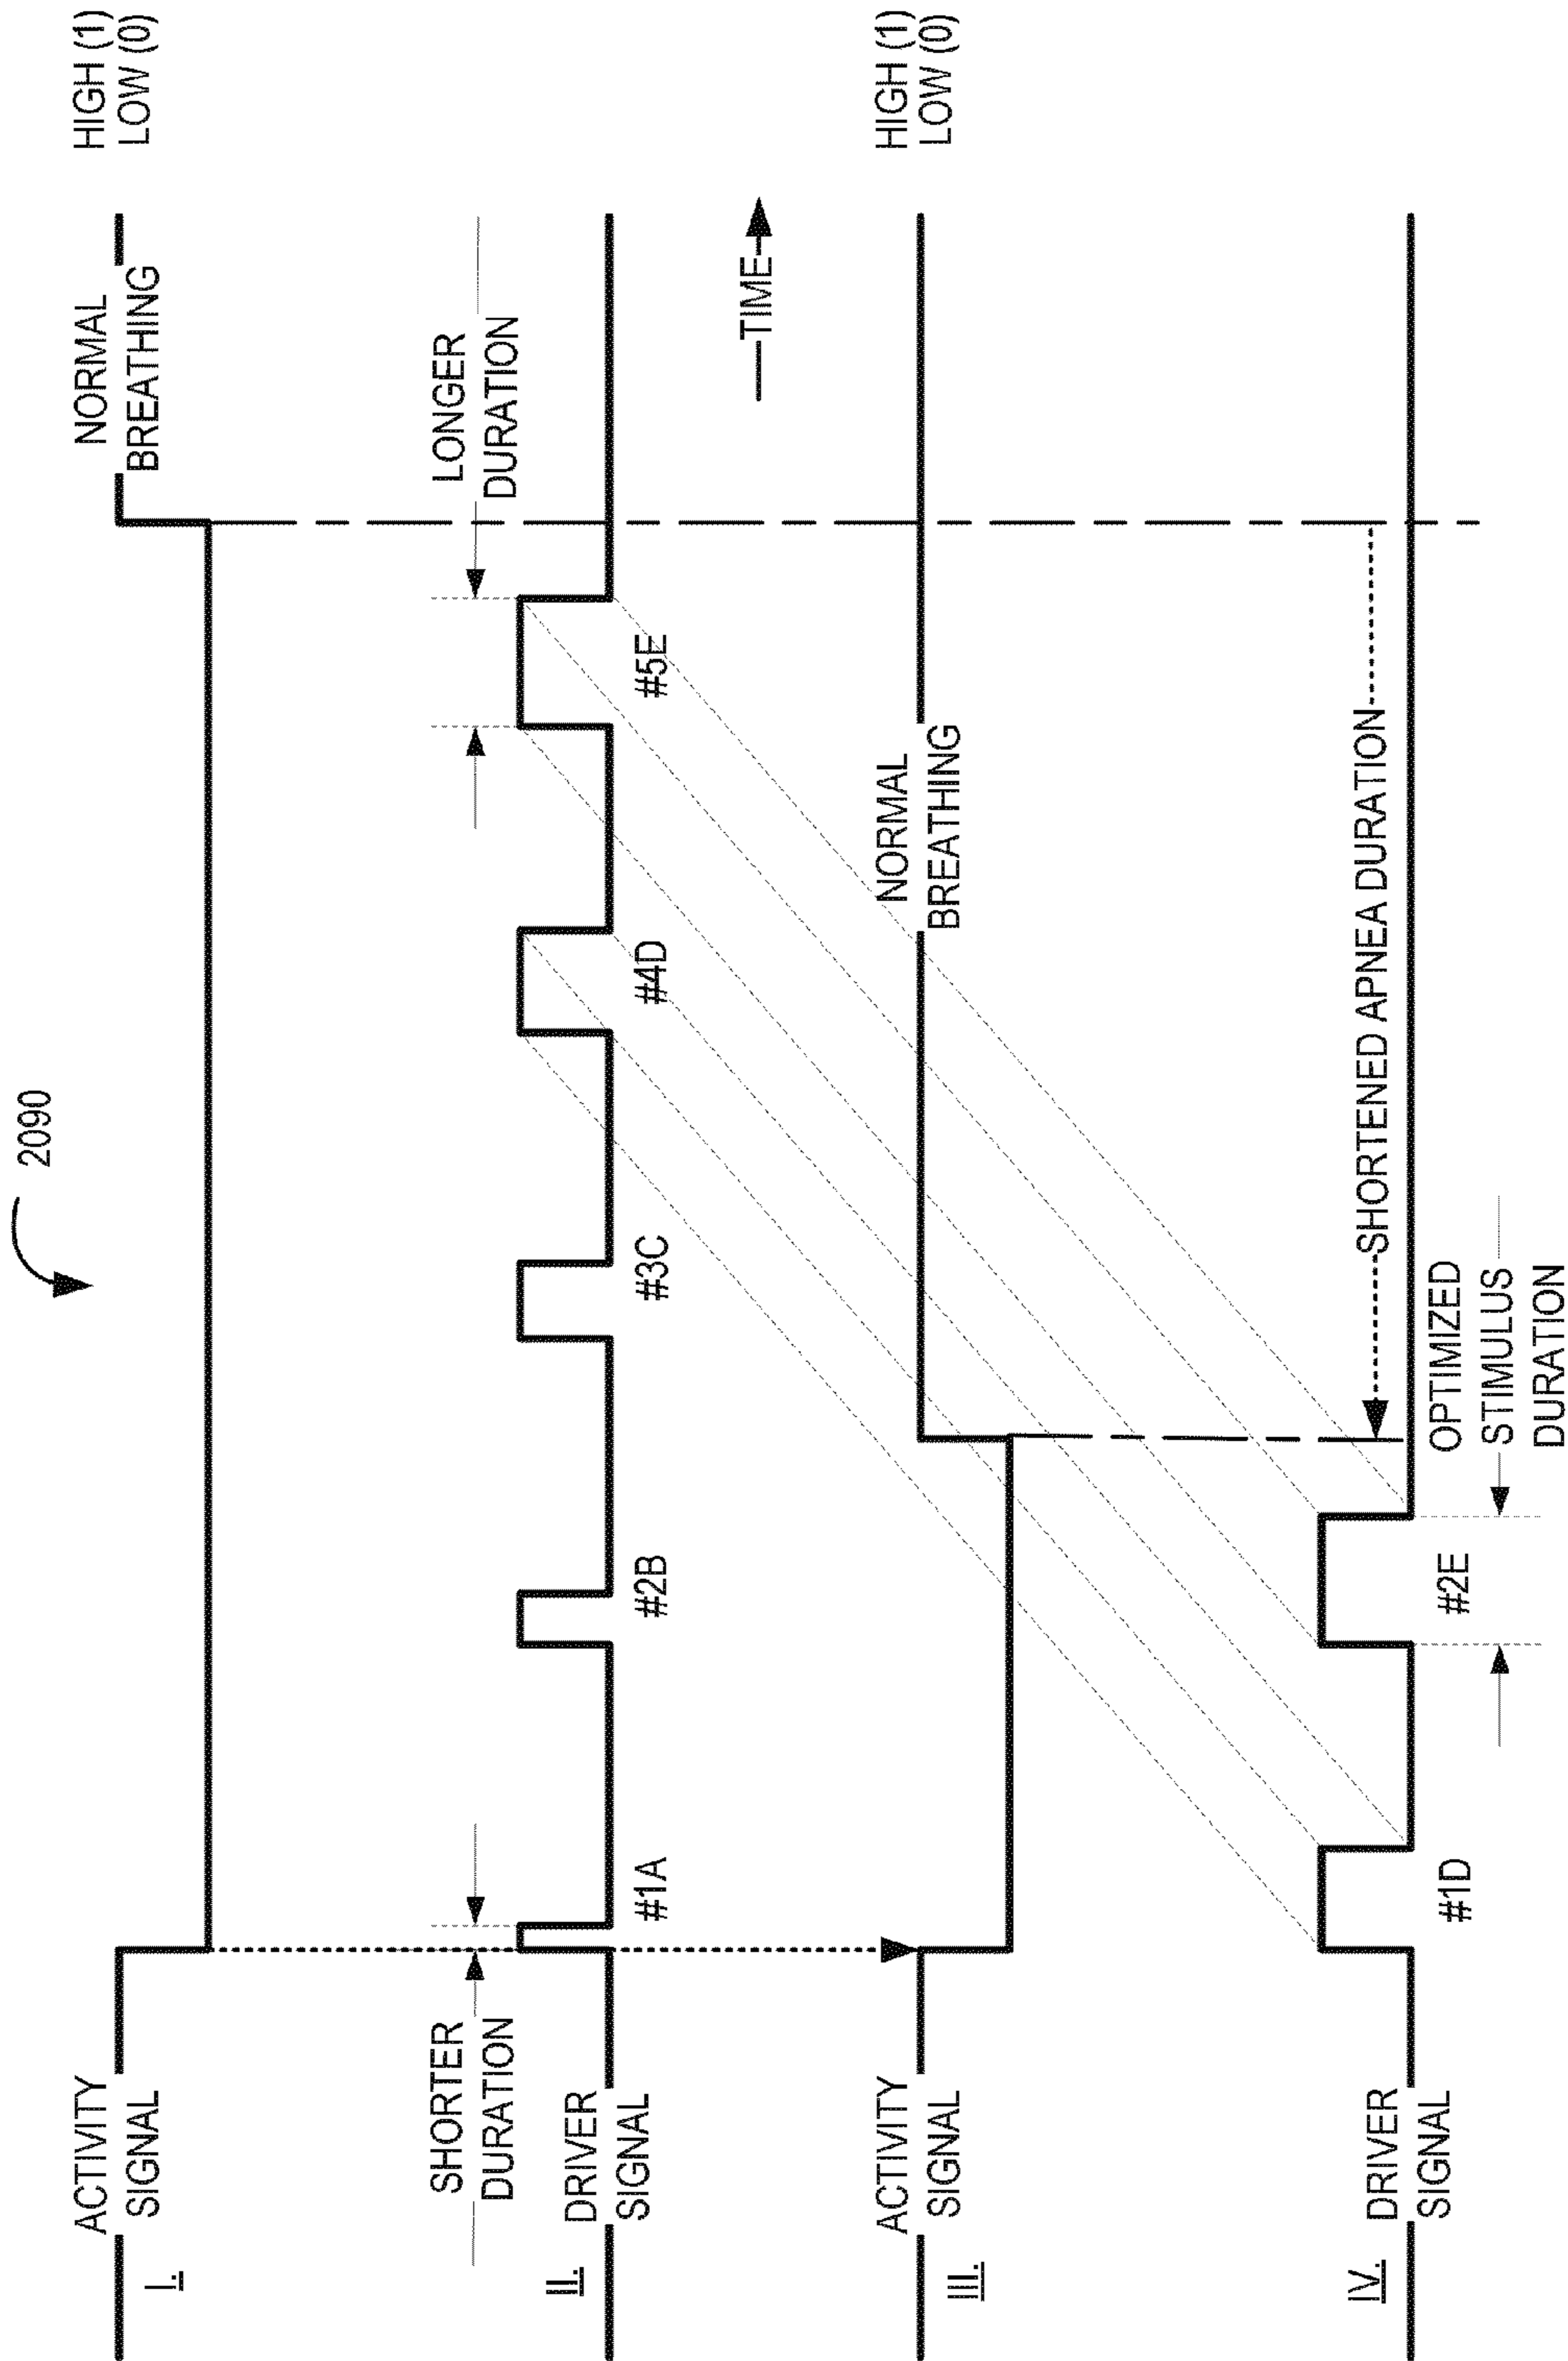 2090
ACTIVITY
SIGNAL
NORMAL
BREATHING
HIGH (1)
LOW (0)
I.
SHORTER
DURATION
LONGER
DURATION
DRIVER
SIGNAL
II.
#1A
#2B
#3C
#4D
#5E
TIME
ACTIVITY
SIGNAL
NORMAL
BREATHING
HIGH (1)
LOW (0)
III.
SHORTENED APNEA DURATION
DRIVER
SIGNAL
IV.
#1D
#2E
OPTIMIZED
STIMULUS
DURATION